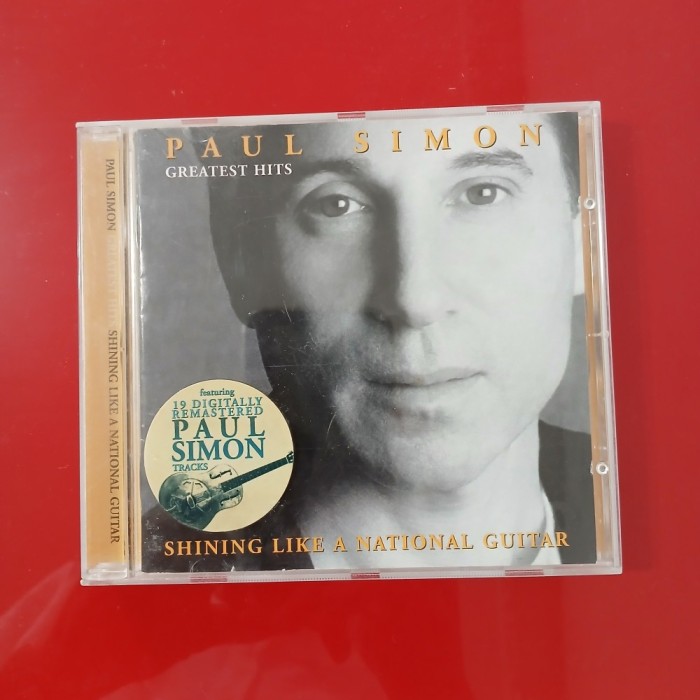 PAUL SIMON
GREATEST HITS
PAUL SIMON
SHINING LIKE A NATIONAL GUITAR
featuring
19 DIGITALLY
REMASTERED
PAUL
SIMON
TRACKS
SHINING LIKE A NATIONAL GUITAR